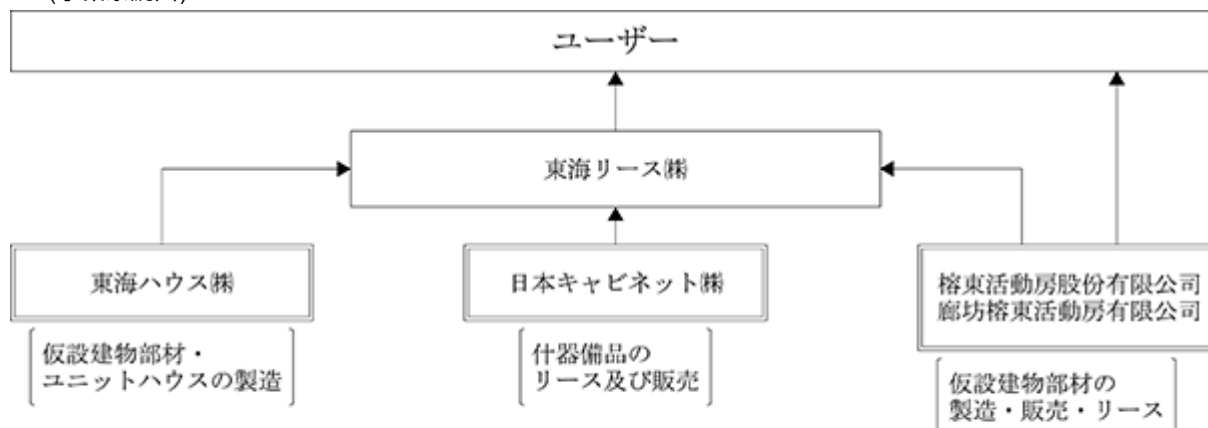 ユーザー
東海リース㈱
東海ハウス㈱
仮設建物部材・
ユニットハウスの製造
日本キャビネット㈱
什器備品の
リース及び販売
榕東活動房股份有限公司
廊坊榕東活動房有限公司
仮設建物部材の
製造・販売・リース